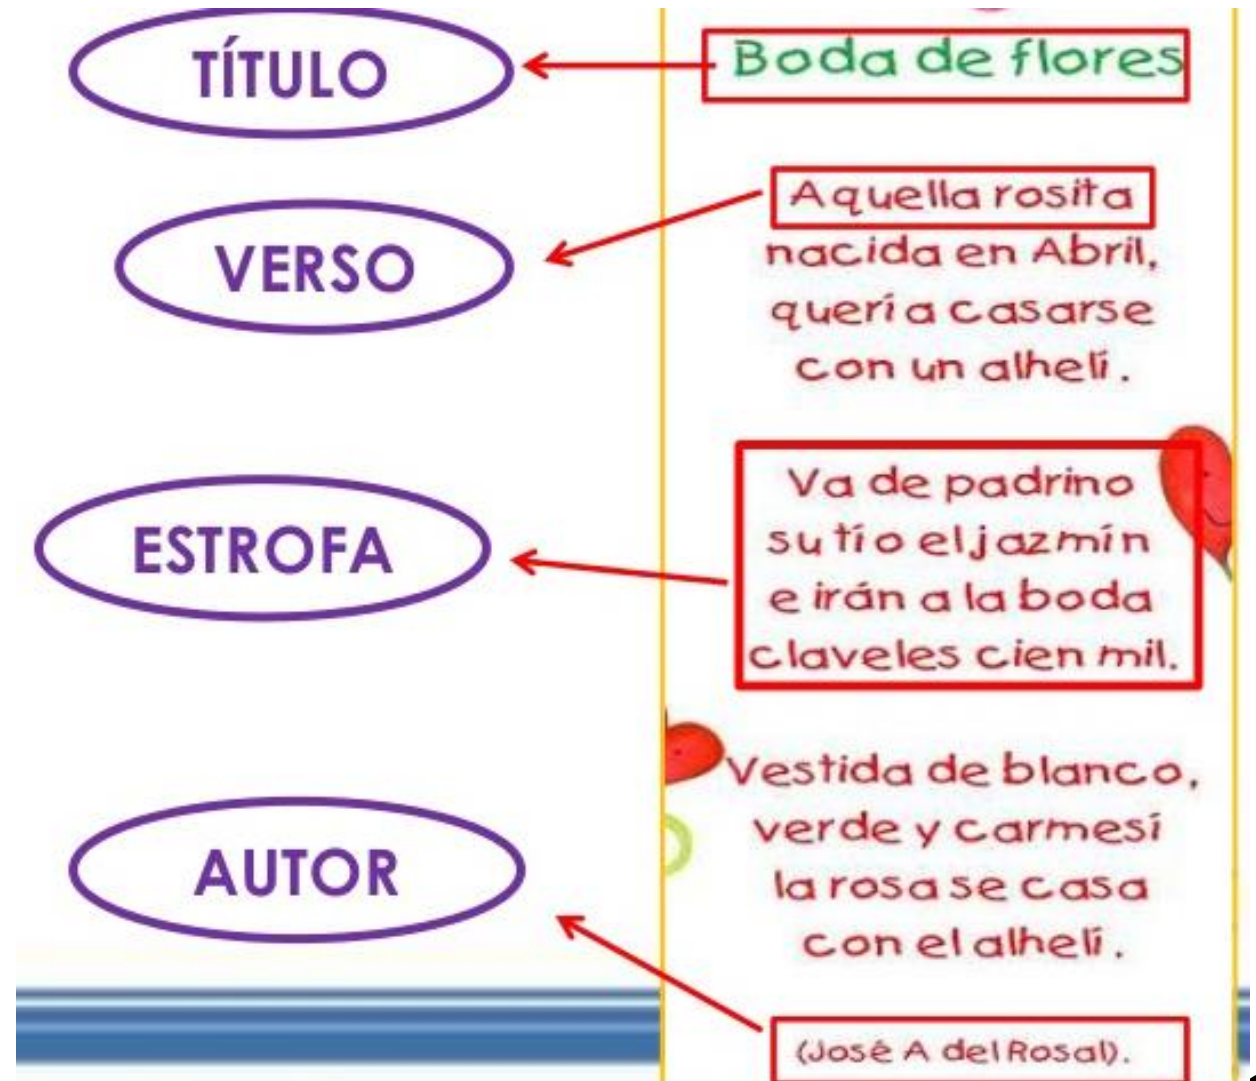 TÍTULO
Boda de flores
VERSO
Aquella rosita
nacida en Abril,
quería casarse
con un alhelí.
ESTROFA
Va de padrino
su tío el jazmín
e irán a la boda
claveles cien mil.
AUTOR
Vestida de blanco,
verde y carmesí
la rosa se casa
con el alhelí.
(José A del Rosal).